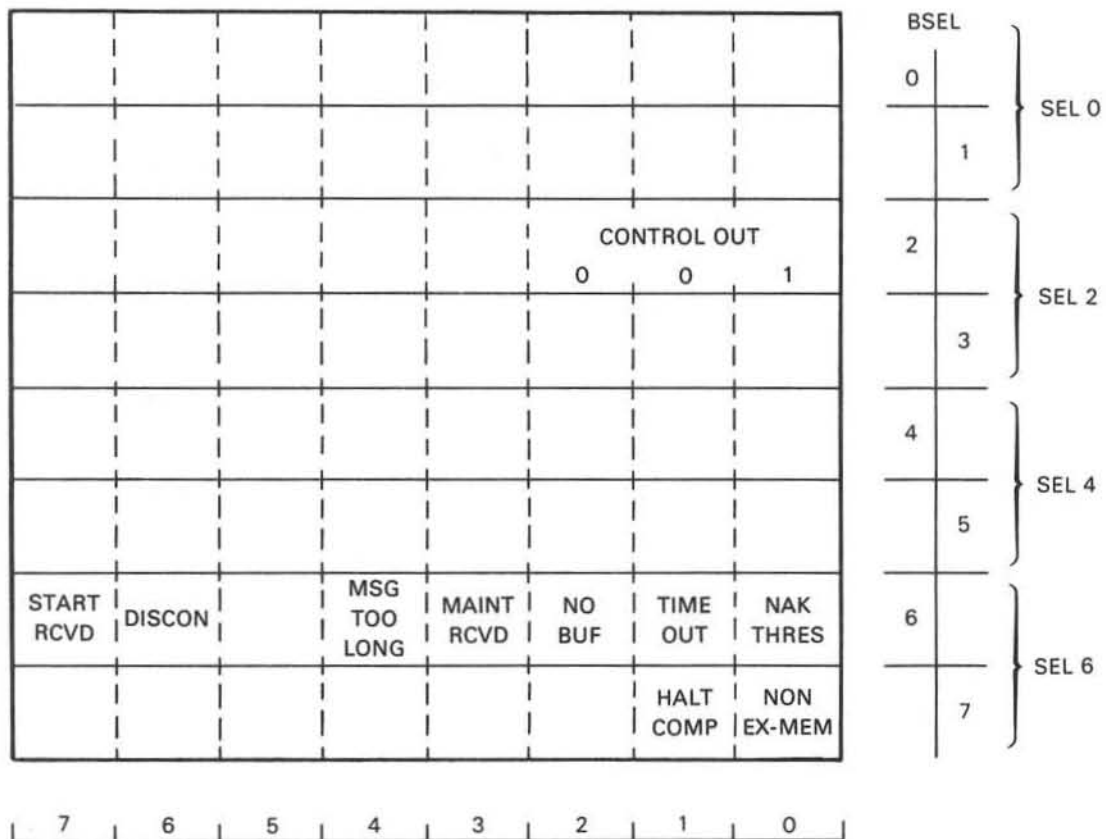 BSEL
0
SEL 0
1
CONTROL OUT
0 0 1
2
SEL 2
3
4
SEL 4
5
START
RCVD
DISCON
MSG
TOO
LONG
MAINT
RCVD
NO
BUF
TIME
OUT
NAK
THRES
6
SEL 6
HALT
COMP
NON
EX-MEM
7
7 6 5 4 3 2 1 0